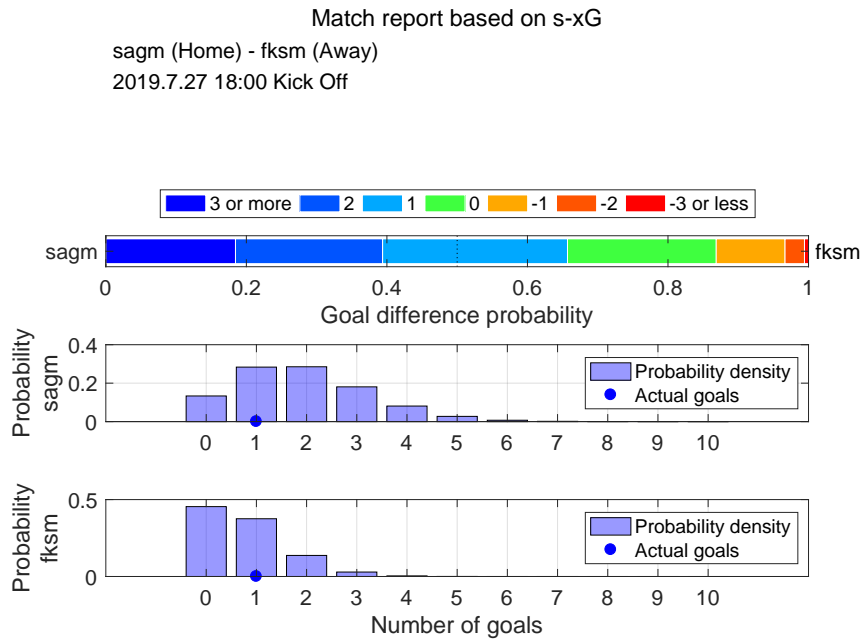 Match report based on s-xG
sagm (Home) - fksm (Away)
2019.7.27 18:00 Kick Off
3 or more 2 1 0 -1 -2 -3 or less
sagm fksm
0 0.2 0.4 0.6 0.8 1
Goal difference probability
Probability
sagm
0.4
0.2
0
Probability density
Actual goals
0 1 2 3 4 5 6 7 8 9 10
Probability
fksm
0.5
0
Probability density
Actual goals
0 1 2 3 4 5 6 7 8 9 10
Number of goals